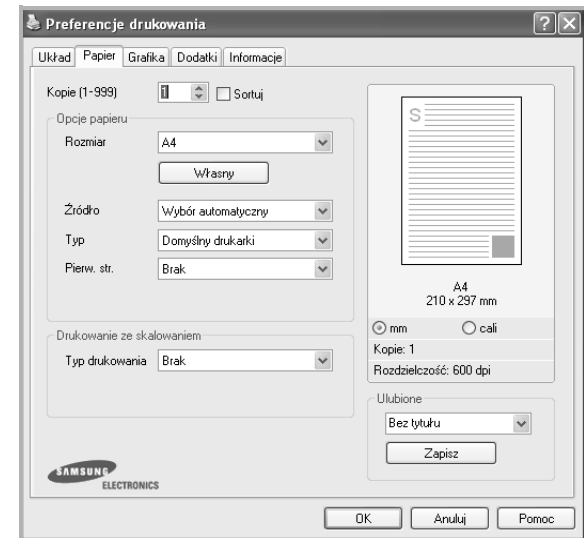 Preferencje drukowania
Układ Papier Grafika Dodatki Informacje
Kopie (1-999) 1 Sortuj
Opcje papieru
Rozmiar A4
Własny
Źródło Wybór automatyczny
Typ Domyślny drukarki
Pierw. str. Brak
Drukowanie ze skalowaniem
Typ drukowania Brak
SAMSUNG
ELECTRONICS
S
A4
210 x 297 mm
mm cali
Kopie: 1
Rozdzielczość: 600 dpi
Ulubione
Bez tytułu
Zapisz
OK Anuluj Pomoc